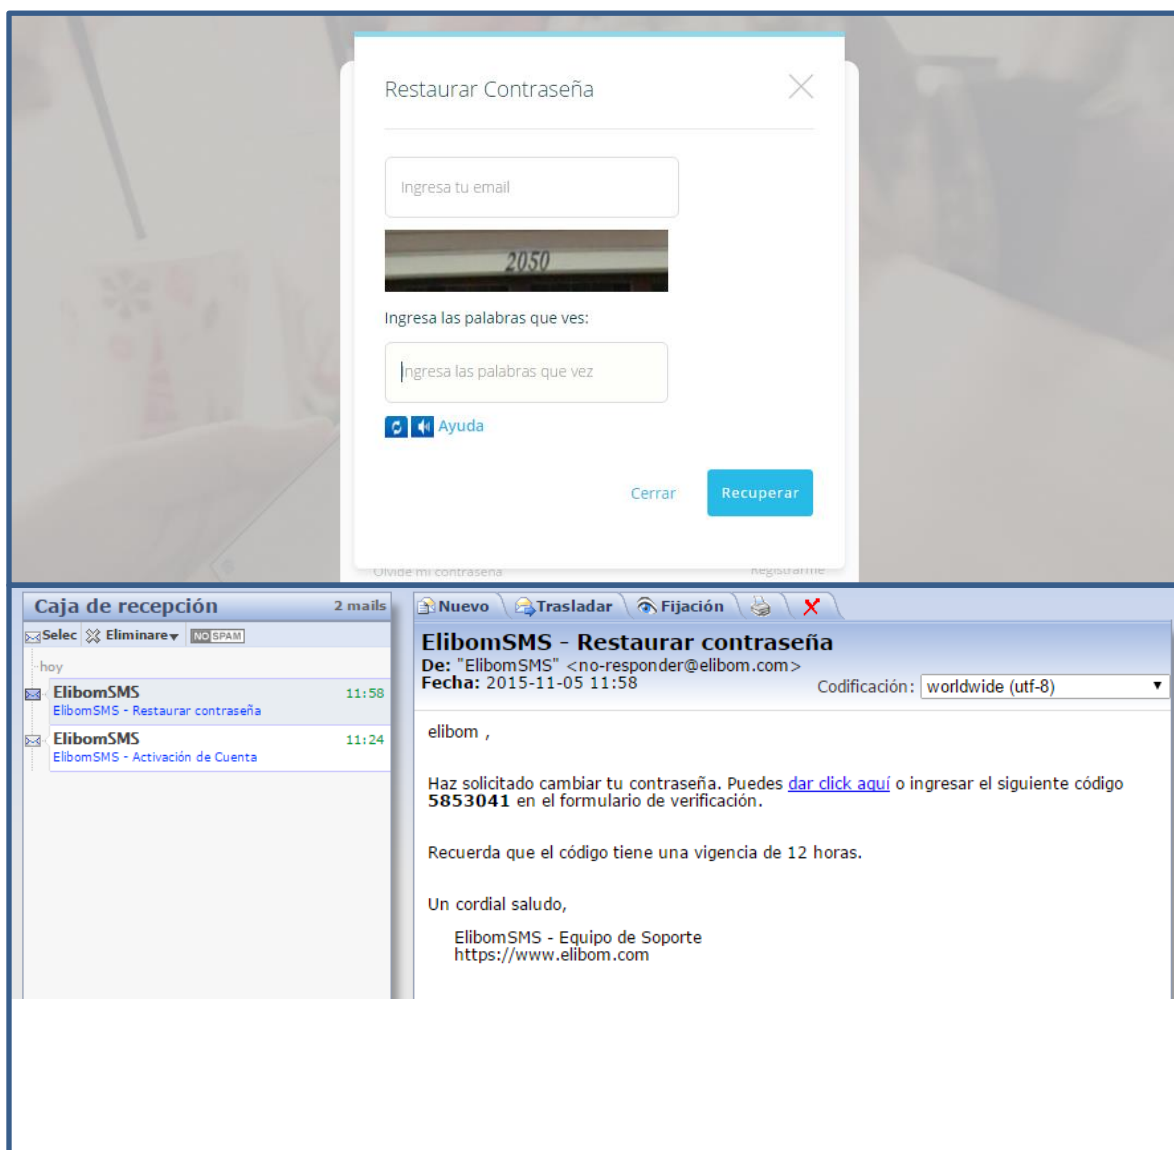 Restaurar Contraseña
Ingresa tu email
2050
Ingresa las palabras que ves:
Ingresa las palabras que vez
Ayuda
Cerrar
Recuperar
Olvide mi contraseña
Registrarme
Caja de recepción
2 mails
Selec
Eliminare
NO SPAM
hoy
ElibomSMS 11:58
ElibomSMS - Restaurar contraseña
ElibomSMS 11:24
ElibomSMS - Activación de Cuenta
Nuevo Trasladar Fijación
ElibomSMS - Restaurar contraseña
De: "ElibomSMS" <no-responder@elibom.com>
Fecha: 2015-11-05 11:58
Codificación: worldwide (utf-8)
elibom ,
Haz solicitado cambiar tu contraseña. Puedes dar click aquí o ingresar el siguiente código
5853041 en el formulario de verificación.
Recuerda que el código tiene una vigencia de 12 horas.
Un cordial saludo,
ElibomSMS - Equipo de Soporte
https://www.elibom.com